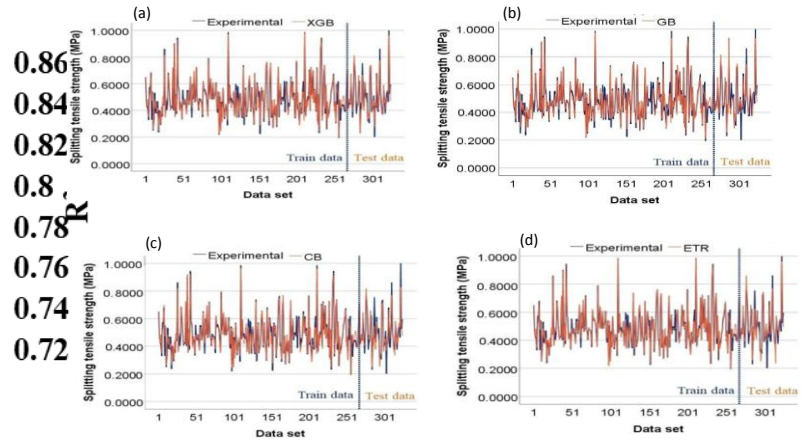 0.86
0.84
0.82
0.8
0.78
0.76
0.74
0.72
R
(a)
Experimental XGB
Splitting tensile strength (MPa)
1.0000
0.8000
0.6000
0.4000
0.2000
0.0000
Train data Test data
1 51 101 151 201 251 301
Data set
(b)
Experimental GB
Splitting tensile strength (MPa)
1.0000
0.8000
0.6000
0.4000
0.2000
0.0000
Train data Test data
1 51 101 151 201 251 301
Data set
(c)
Experimental CB
Splitting tensile strength (MPa)
1.0000
0.8000
0.6000
0.4000
0.2000
0.0000
Train data Test data
1 51 101 151 201 251 301
Data set
(d)
Experimental ETR
Splitting tensile strength (MPa)
1.0000
0.8000
0.6000
0.4000
0.2000
0.0000
Train data Test data
1 51 101 151 201 251 301
Data set